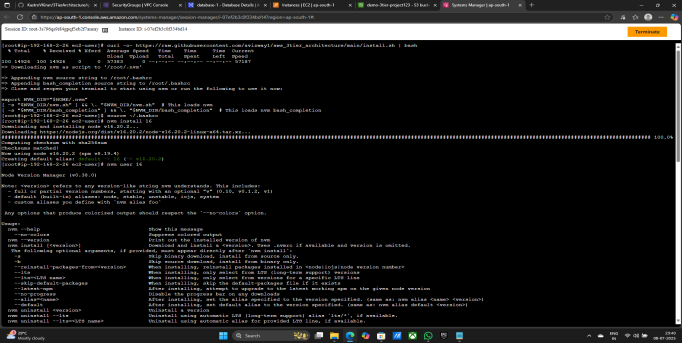 KastroVKiran/3TierArchitecture
SecurityGroups | VPC Console
database-1 - Database Details
Instances | EC2 | ap-south-1
demo-3tier-project123 - S3 buc
Systems Manager | ap-south-1
https://ap-south-1.console.aws.amazon.com/systems-manager/session-manager/
Session ID:
Instance ID:
Terminate
[root@ip-192-168-2-26 ec2-user]# curl -o- https://raw.githubusercontent.com/
main/install.sh | bash
% Total % Received % Xferd Average Speed Time Time Time Current
Dload Upload Total Spent Left Speed
100 14926 100 14926 0 0
=> Downloading nvm as script to '/root/.nvm'
=> Appending nvm source string to /root/.bashrc
=> Appending bash_completion source string to /root/.bashrc
=> Close and reopen your terminal to start using nvm or run the following to use it now:
export NVM_DIR="$HOME/.nvm"
[ -s "$NVM_DIR/nvm.sh" ] && \. "$NVM_DIR/nvm.sh" # This loads nvm
[ -s "$NVM_DIR/bash_completion" ] && \. "$NVM_DIR/bash_completion" # This loads nvm bash_completion
[root@ip-192-168-2-26 ec2-user]# source ~/.bashrc
[root@ip-192-168-2-26 ec2-user]# nvm install 16
Downloading and installing node v16.20.2...
Downloading https://nodejs.org/dist/v16.20.2/node-v16.20.2-linux-x64.tar.xz...
100.0%
Computing checksum with sha256sum
Checksums matched!
Now using node v16.20.2 (npm v8.19.4)
Creating default alias: default -> 16 (-> v16.20.2)
[root@ip-192-168-2-26 ec2-user]# nvm user 16
Node Version Manager (v0.38.0)
Note: <version> refers to any version-like string nvm understands. This includes:
- full or partial version numbers, starting with an optional "v" (0.10, v0.1.2, v1)
- default (built-in) aliases: node, stable, unstable, iojs, system
- custom aliases you define with `nvm alias foo`
Any options that produce colorized output should respect the `--no-colors` option.
Usage:
nvm --help Show this message
--no-colors Suppress colored output
nvm --version Print out the installed version of nvm
nvm install [<version>] Download and install a <version>. Uses .nvmrc if available and version is omitted.
The following optional arguments, if provided, must appear directly after `nvm install`:
-s Skip binary download, install from source only.
-b Skip source download, install from binary only.
--reinstall-packages-from=<version> When installing, reinstall packages installed in <node|iojs|node version number>
--lts When installing, only select from LTS (long-term support) versions
--lts=<LTS name> When installing, only select from versions for a specific LTS line
--skip-default-packages When installing, skip the default-packages file if it exists
--latest-npm After installing, attempt to upgrade to the latest working npm on the given node version
--no-progress Disable the progress bar on any downloads
--alias=<name> After installing, set the alias specified to the version specified. (same as: nvm alias <name> <version>)
--default After installing, set default alias to the version specified. (same as: nvm alias default <version>)
nvm uninstall <version> Uninstall a version
nvm uninstall --lts Uninstall using automatic LTS (long-term support) alias `lts/*`, if available.
nvm uninstall --lts=<LTS name> Uninstall using automatic alias for provided LTS line, if available.
Mostly cloudy
Search
ENG
IN
23:49
08-07-2025